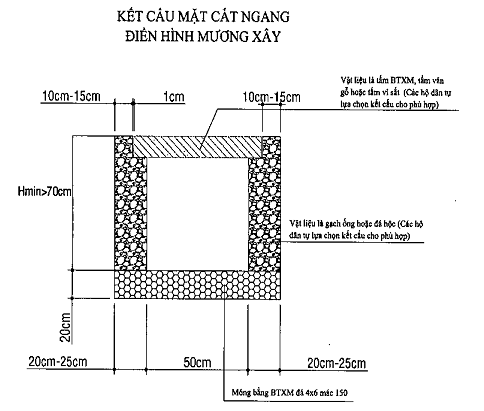 KẾT CẤU MẶT CẮT NGANG
ĐIỂN HÌNH MƯƠNG XÂY
Vật liệu là tấm BTXM, tấm ván
gỗ hoặc tấm vỉ sắt (Các hộ dân tự
lựa chọn kết cấu cho phù hợp)
10cm-15cm
1cm
10cm-15cm
Hmin>70cm
Vật liệu là gạch ống hoặc đá hộc (Các hộ
dân tự lựa chọn kết cấu cho phù hợp)
20cm
20cm-25cm
50cm
20cm-25cm
Móng bằng BTXM đá 4x6 mác 150